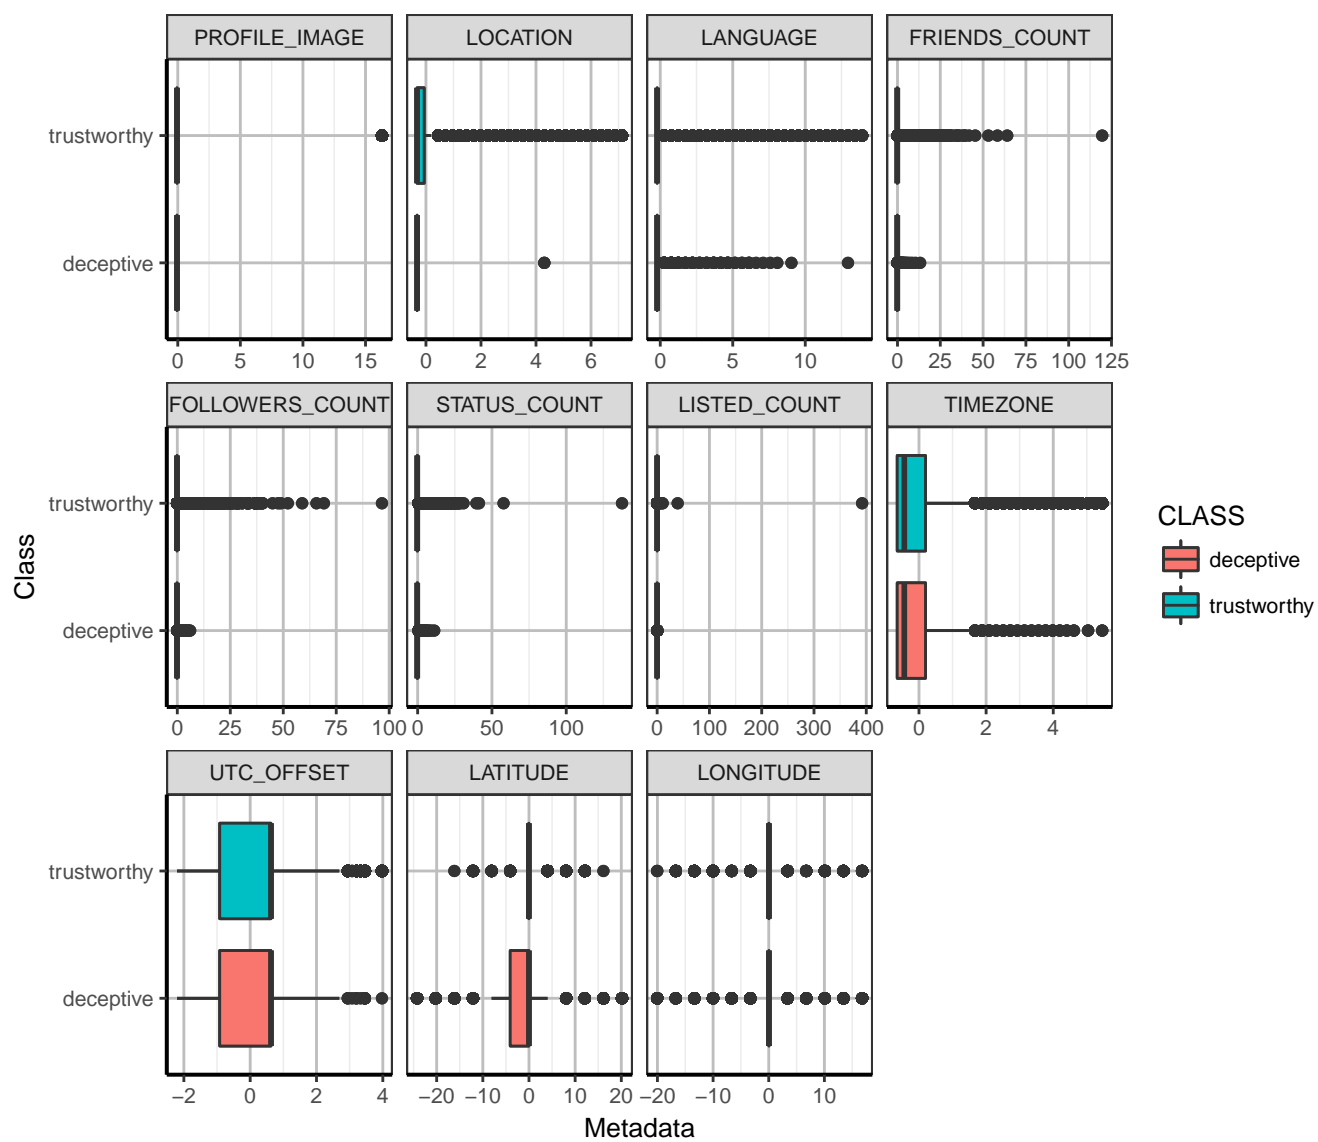 PROFILE_IMAGE LOCATION LANGUAGE FRIENDS_COUNT
trustworthy
deceptive
0 5 10 15 0 2 4 6 0 5 10 0 25 50 75 100 125
FOLLOWERS_COUNT STATUS_COUNT LISTED_COUNT TIMEZONE
trustworthy
deceptive
0 25 50 75 100 0 50 100 0 100 200 300 400 0 2 4
UTC_OFFSET LATITUDE LONGITUDE
trustworthy
deceptive
−2 0 2 4 −20 −10 0 10 20 −20 −10 0 10
Metadata
Class
CLASS
deceptive
trustworthy